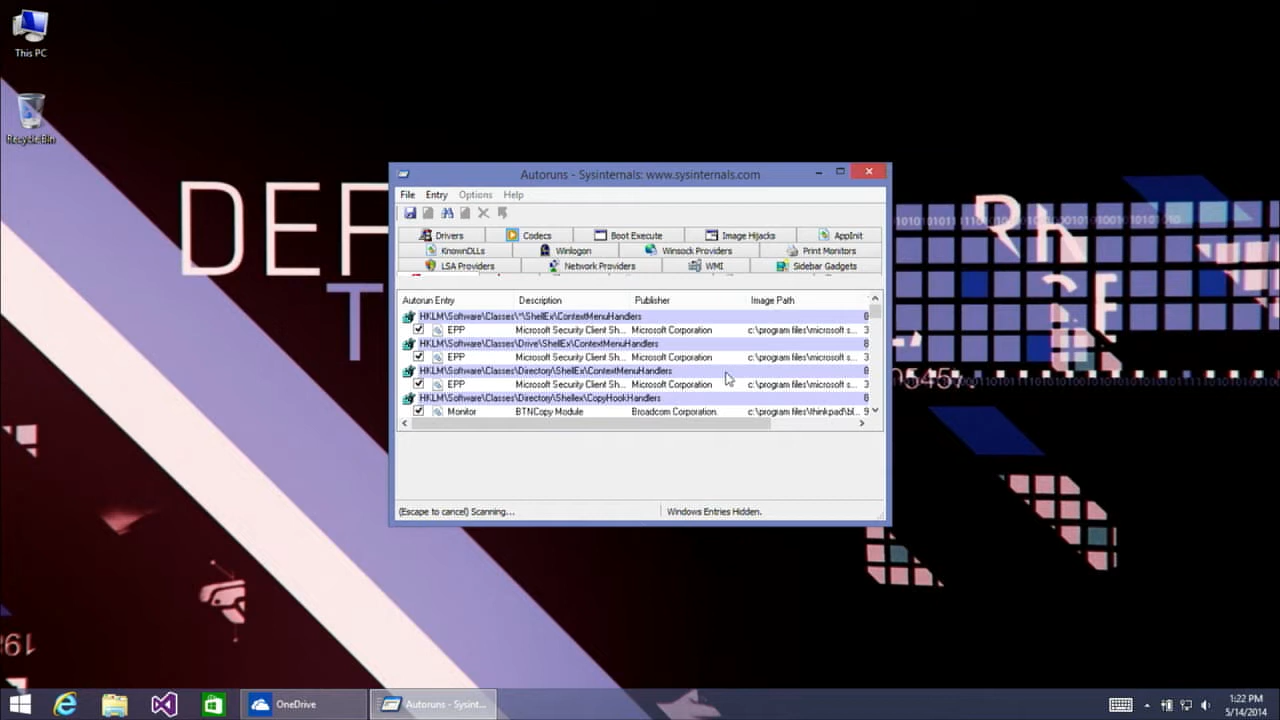 This PC
Recycle Bin
DEF
T
Autoruns - Sysinternals: www.sysinternals.com
File Entry Options Help
Drivers Codecs Boot Execute Image Hijacks AppInit
KnownDLLs Winlogon Winsock Providers Print Monitors
LSA Providers Network Providers WMI Sidebar Gadgets
Autorun Entry Description Publisher Image Path
HKLM\Software\Classes\*\ShellEx\ContextMenuHandlers
EPP Microsoft Security Client Sh... Microsoft Corporation c:\program files\microsoft s... 3
HKLM\Software\Classes\Drive\ShellEx\ContextMenuHandlers
EPP Microsoft Security Client Sh... Microsoft Corporation c:\program files\microsoft s... 3
HKLM\Software\Classes\Directory\ShellEx\ContextMenuHandlers
EPP Microsoft Security Client Sh... Microsoft Corporation c:\program files\microsoft s... 3
HKLM\Software\Classes\Directory\Shellex\CopyHookHandlers
Monitor BTNCopy Module Broadcom Corporation. c:\program files\thinkpad\bl... 9
(Escape to cancel) Scanning... Windows Entries Hidden.
OneDrive
Autoruns - Sysint...
1:22 PM
5/14/2014